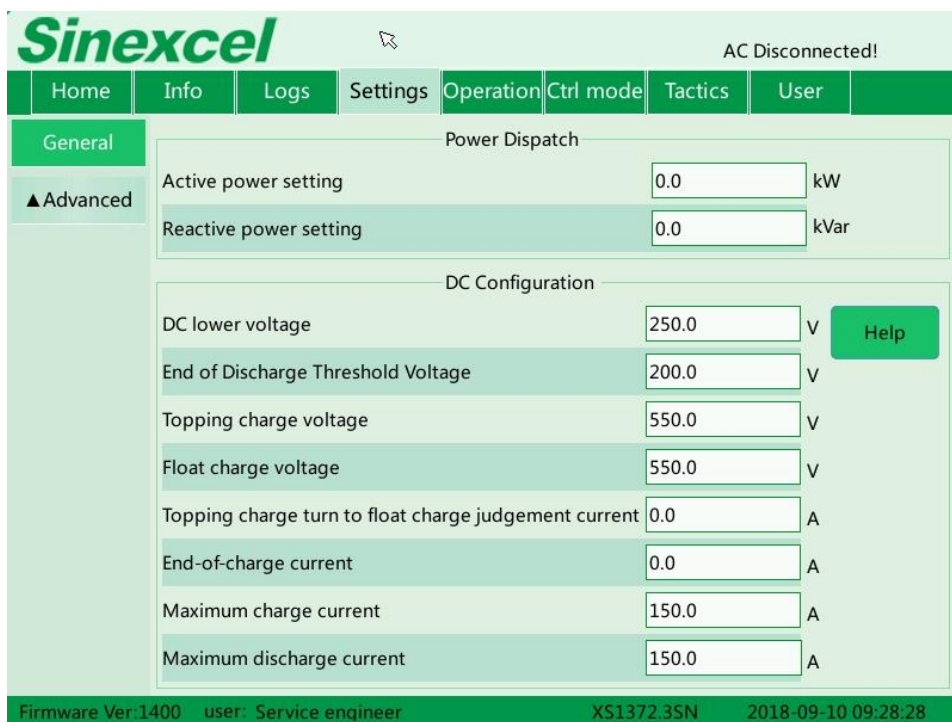 Sinexcel
AC Disconnected!
Home Info Logs Settings Operation Ctrl mode Tactics User
General
▲Advanced
Power Dispatch
Active power setting 0.0 kW
Reactive power setting 0.0 kVar
DC Configuration
DC lower voltage 250.0 V
Help
End of Discharge Threshold Voltage 200.0 V
Topping charge voltage 550.0 V
Float charge voltage 550.0 V
Topping charge turn to float charge judgement current 0.0 A
End-of-charge current 0.0 A
Maximum charge current 150.0 A
Maximum discharge current 150.0 A
Firmware Ver:1400 user: Service engineer XS1372.3SN 2018-09-10 09:28:28